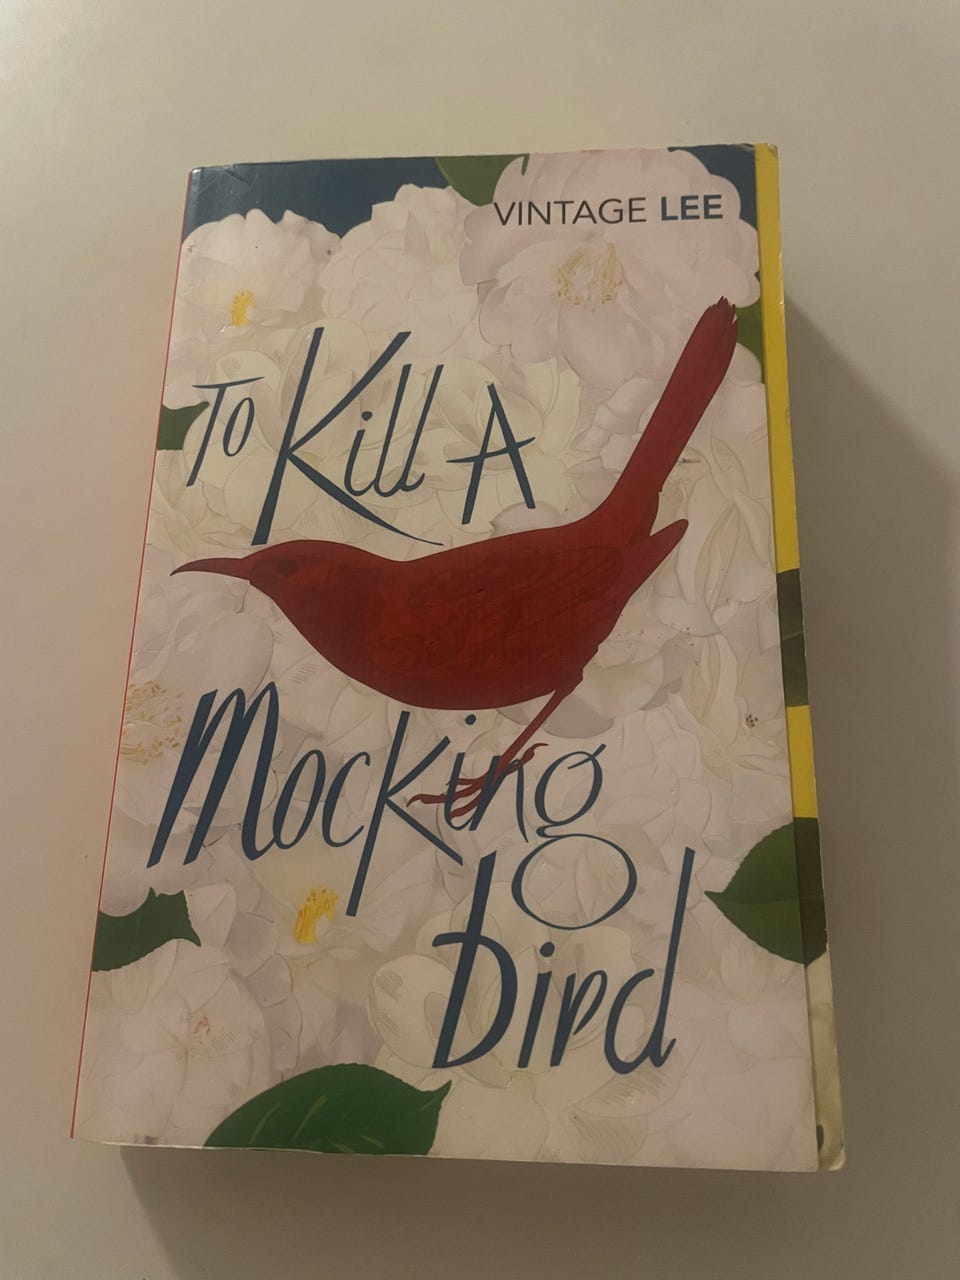 VINTAGE LEE
To Kill A
Mocking
bird